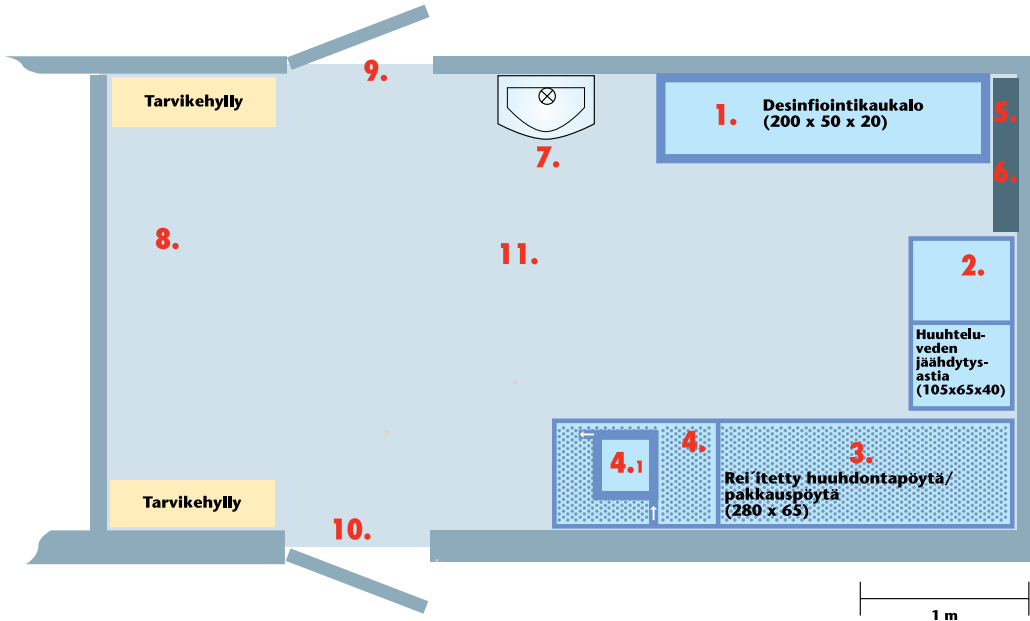 9.
Tarvikehylly
1.
Desinfiointikaukalo
(200 x 50 x 20)
5.
7.
6.
8.
11.
2.
Huuhtelu-
veden
jäähdytys-
astia
(105x65x40)
4.
4.1
3.
Rei´itetty huuhdontapöytä/
pakkauspöytä
(280 x 65)
Tarvikehylly
10.
1 m